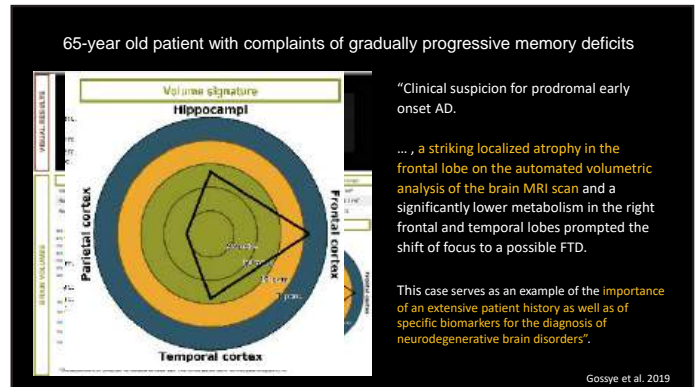 65-year old patient with complaints of gradually progressive memory deficits
VISUAL RESULTS
BRAIN VOLUMES
Volume signature
Hippocampi
Parietal cortex
Frontal cortex
Temporal cortex
“Clinical suspicion for prodromal early
onset AD.
... , a striking localized atrophy in the
frontal lobe on the automated volumetric
analysis of the brain MRI scan and a
significantly lower metabolism in the right
frontal and temporal lobes prompted the
shift of focus to a possible FTD.
This case serves as an example of the importance
of an extensive patient history as well as of
specific biomarkers for the diagnosis of
neurodegenerative brain disorders”.
Gossye et al. 2019